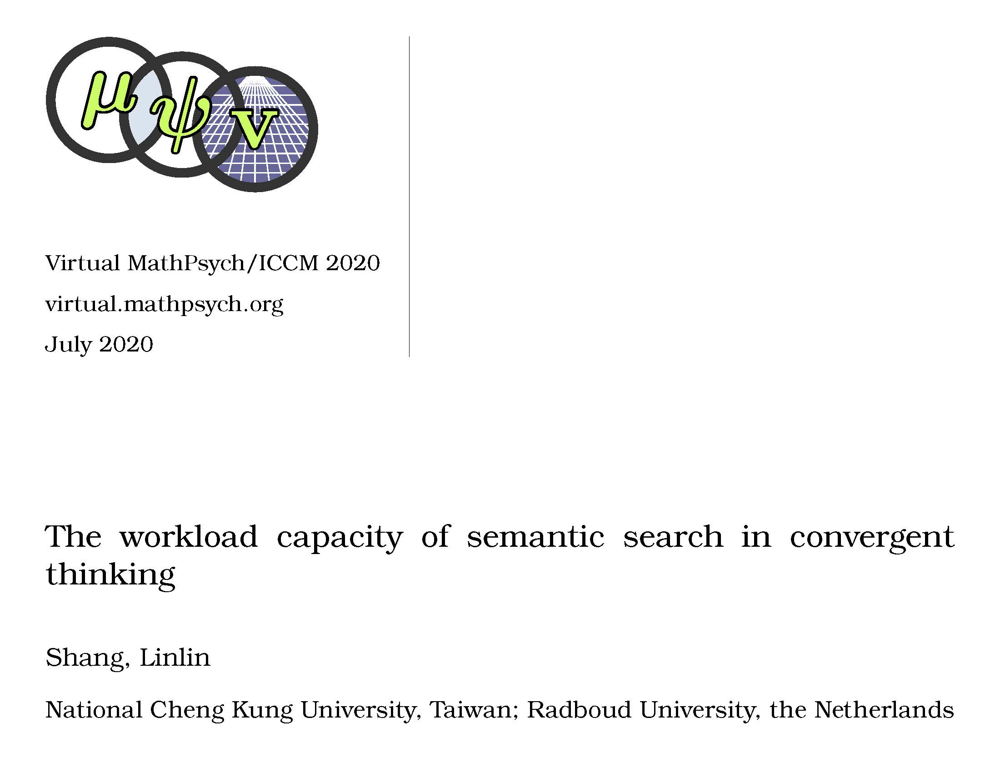 μ ψ v
Virtual MathPsych/ICCM 2020
virtual.mathpsych.org
July 2020
The workload capacity of semantic search in convergent
thinking
Shang, Linlin
National Cheng Kung University, Taiwan; Radboud University, the Netherlands